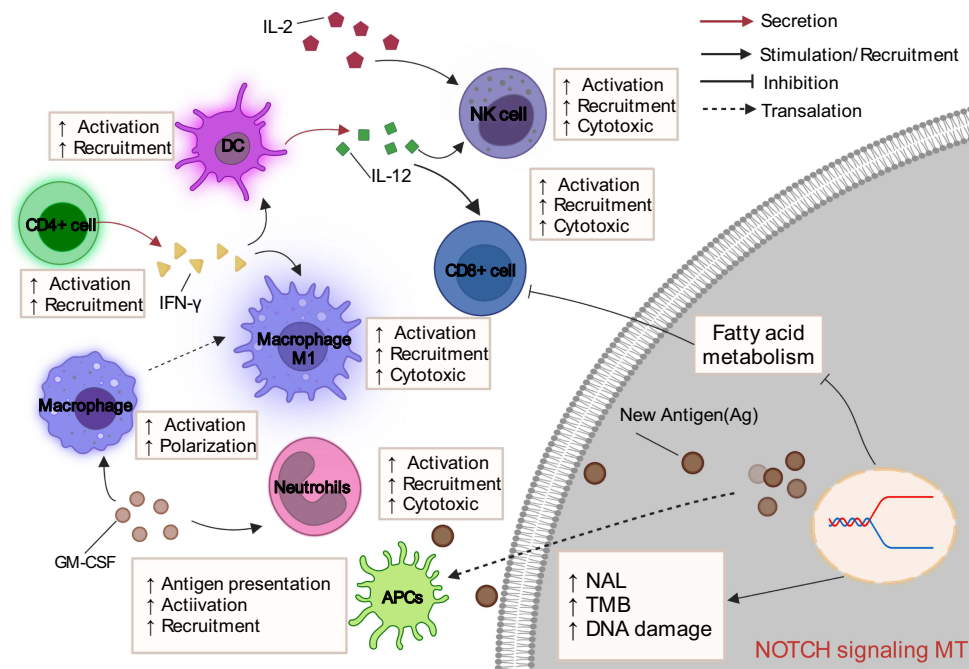 IL-2
Secretion
Stimulation/Recruitment
Inhibition
Transalation
↑ Activation
↑ Recruitment
DC
NK cell
↑ Activation
↑ Recruitment
↑ Cytotoxic
IL-12
CD4+ cell
↑ Activation
↑ Recruitment
IFN-γ
CD8+ cell
↑ Activation
↑ Recruitment
↑ Cytotoxic
Macrophage
M1
↑ Activation
↑ Recruitment
↑ Cytotoxic
Fatty acid
metabolism
Macrophage
↑ Activation
↑ Polarization
New Antigen(Ag)
Neutrohils
↑ Activation
↑ Recruitment
↑ Cytotoxic
GM-CSF
↑ Antigen presentation
↑ Actiivation
↑ Recruitment
APCs
↑ NAL
↑ TMB
↑ DNA damage
NOTCH signaling MT